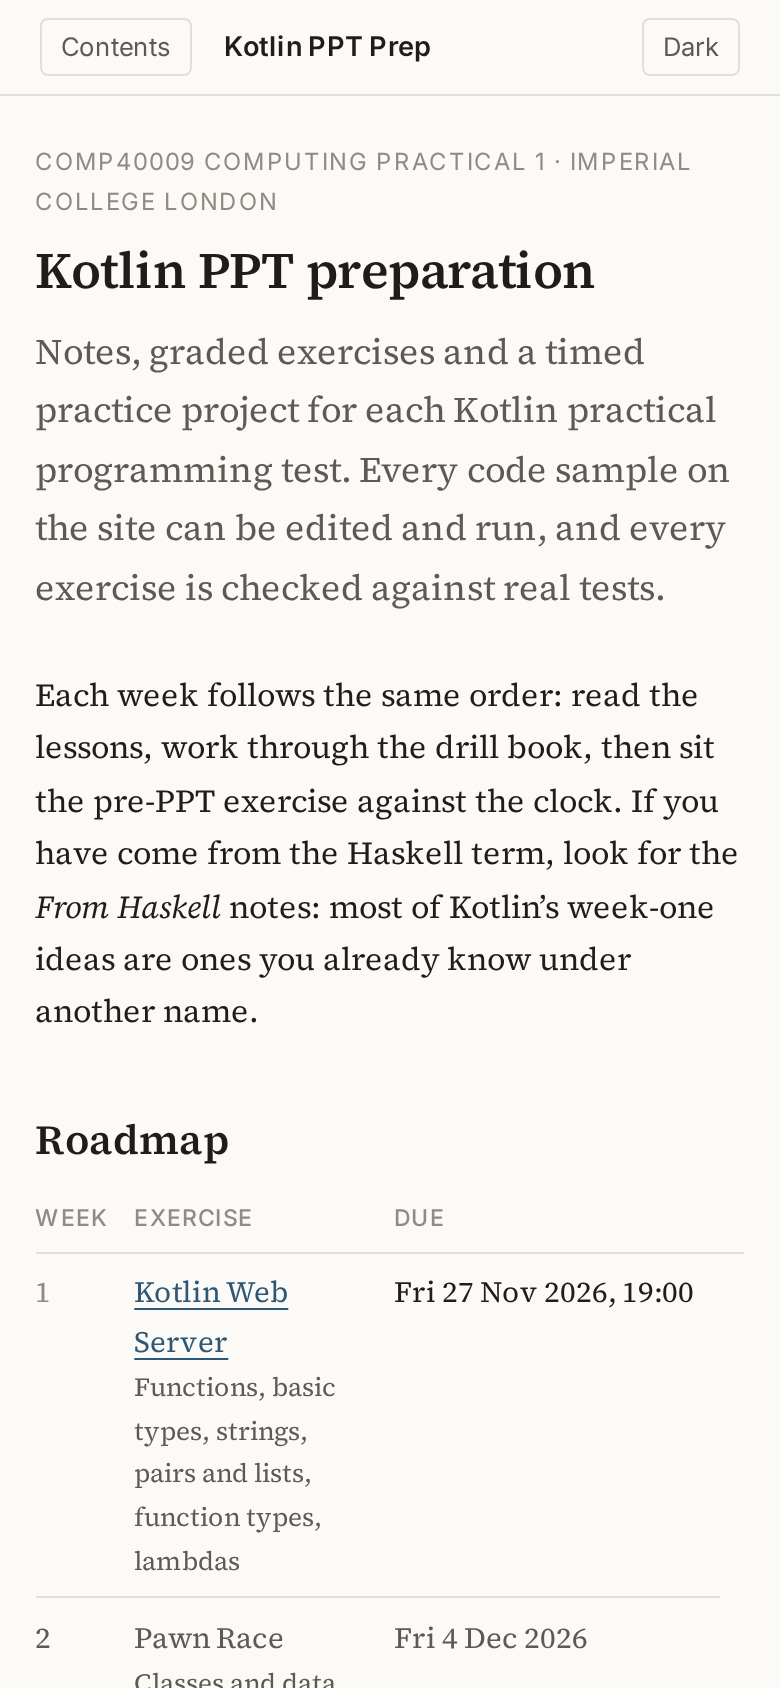 Contents
Kotlin PPT Prep
Dark
COMP40009 COMPUTING PRACTICAL 1 · IMPERIAL
COLLEGE LONDON
Kotlin PPT preparation
Notes, graded exercises and a timed
practice project for each Kotlin practical
programming test. Every code sample on
the site can be edited and run, and every
exercise is checked against real tests.
Each week follows the same order: read the
lessons, work through the drill book, then sit
the pre-PPT exercise against the clock. If you
have come from the Haskell term, look for the
From Haskell notes: most of Kotlin’s week-one
ideas are ones you already know under
another name.
Roadmap
WEEK EXERCISE DUE
1 Kotlin Web Fri 27 Nov 2026, 19:00
Server
Functions, basic
types, strings,
pairs and lists,
function types,
lambdas
2 Pawn Race Fri 4 Dec 2026
Classes and data